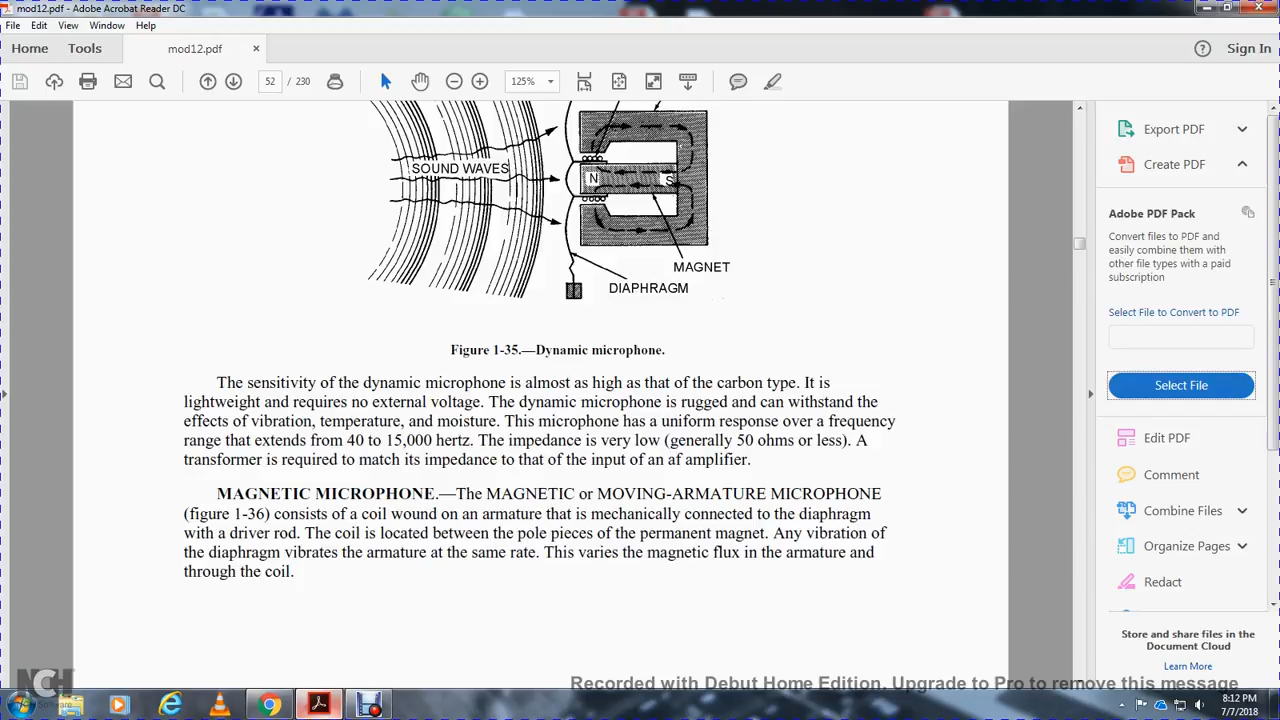 mod12.pdf - Adobe Acrobat Reader DC
File Edit View Window Help
Home Tools mod12.pdf Sign In
52 / 230 125%
SOUND WAVES
N S
MAGNET
DIAPHRAGM
Figure 1-35.—Dynamic microphone.
The sensitivity of the dynamic microphone is almost as high as that of the carbon type. It is
lightweight and requires no external voltage. The dynamic microphone is rugged and can withstand the
effects of vibration, temperature, and moisture. This microphone has a uniform response over a frequency
range that extends from 40 to 15,000 hertz. The impedance is very low (generally 50 ohms or less). A
transformer is required to match its impedance to that of the input of an af amplifier.
MAGNETIC MICROPHONE.—The MAGNETIC or MOVING-ARMATURE MICROPHONE
(figure 1-36) consists of a coil wound on an armature that is mechanically connected to the diaphragm
with a driver rod. The coil is located between the pole pieces of the permanent magnet. Any vibration of
the diaphragm vibrates the armature at the same rate. This varies the magnetic flux in the armature and
through the coil.
Export PDF
Create PDF
Adobe PDF Pack
Convert files to PDF and
easily combine them with
other file types with a paid
subscription
Select File to Convert to PDF
Select File
Edit PDF
Comment
Combine Files
Organize Pages
Redact
Store and share files in the
Document Cloud
Learn More
NCH
Recorded with Debut Home Edition. Upgrade to Pro to remove this message
8:12 PM
7/7/2018